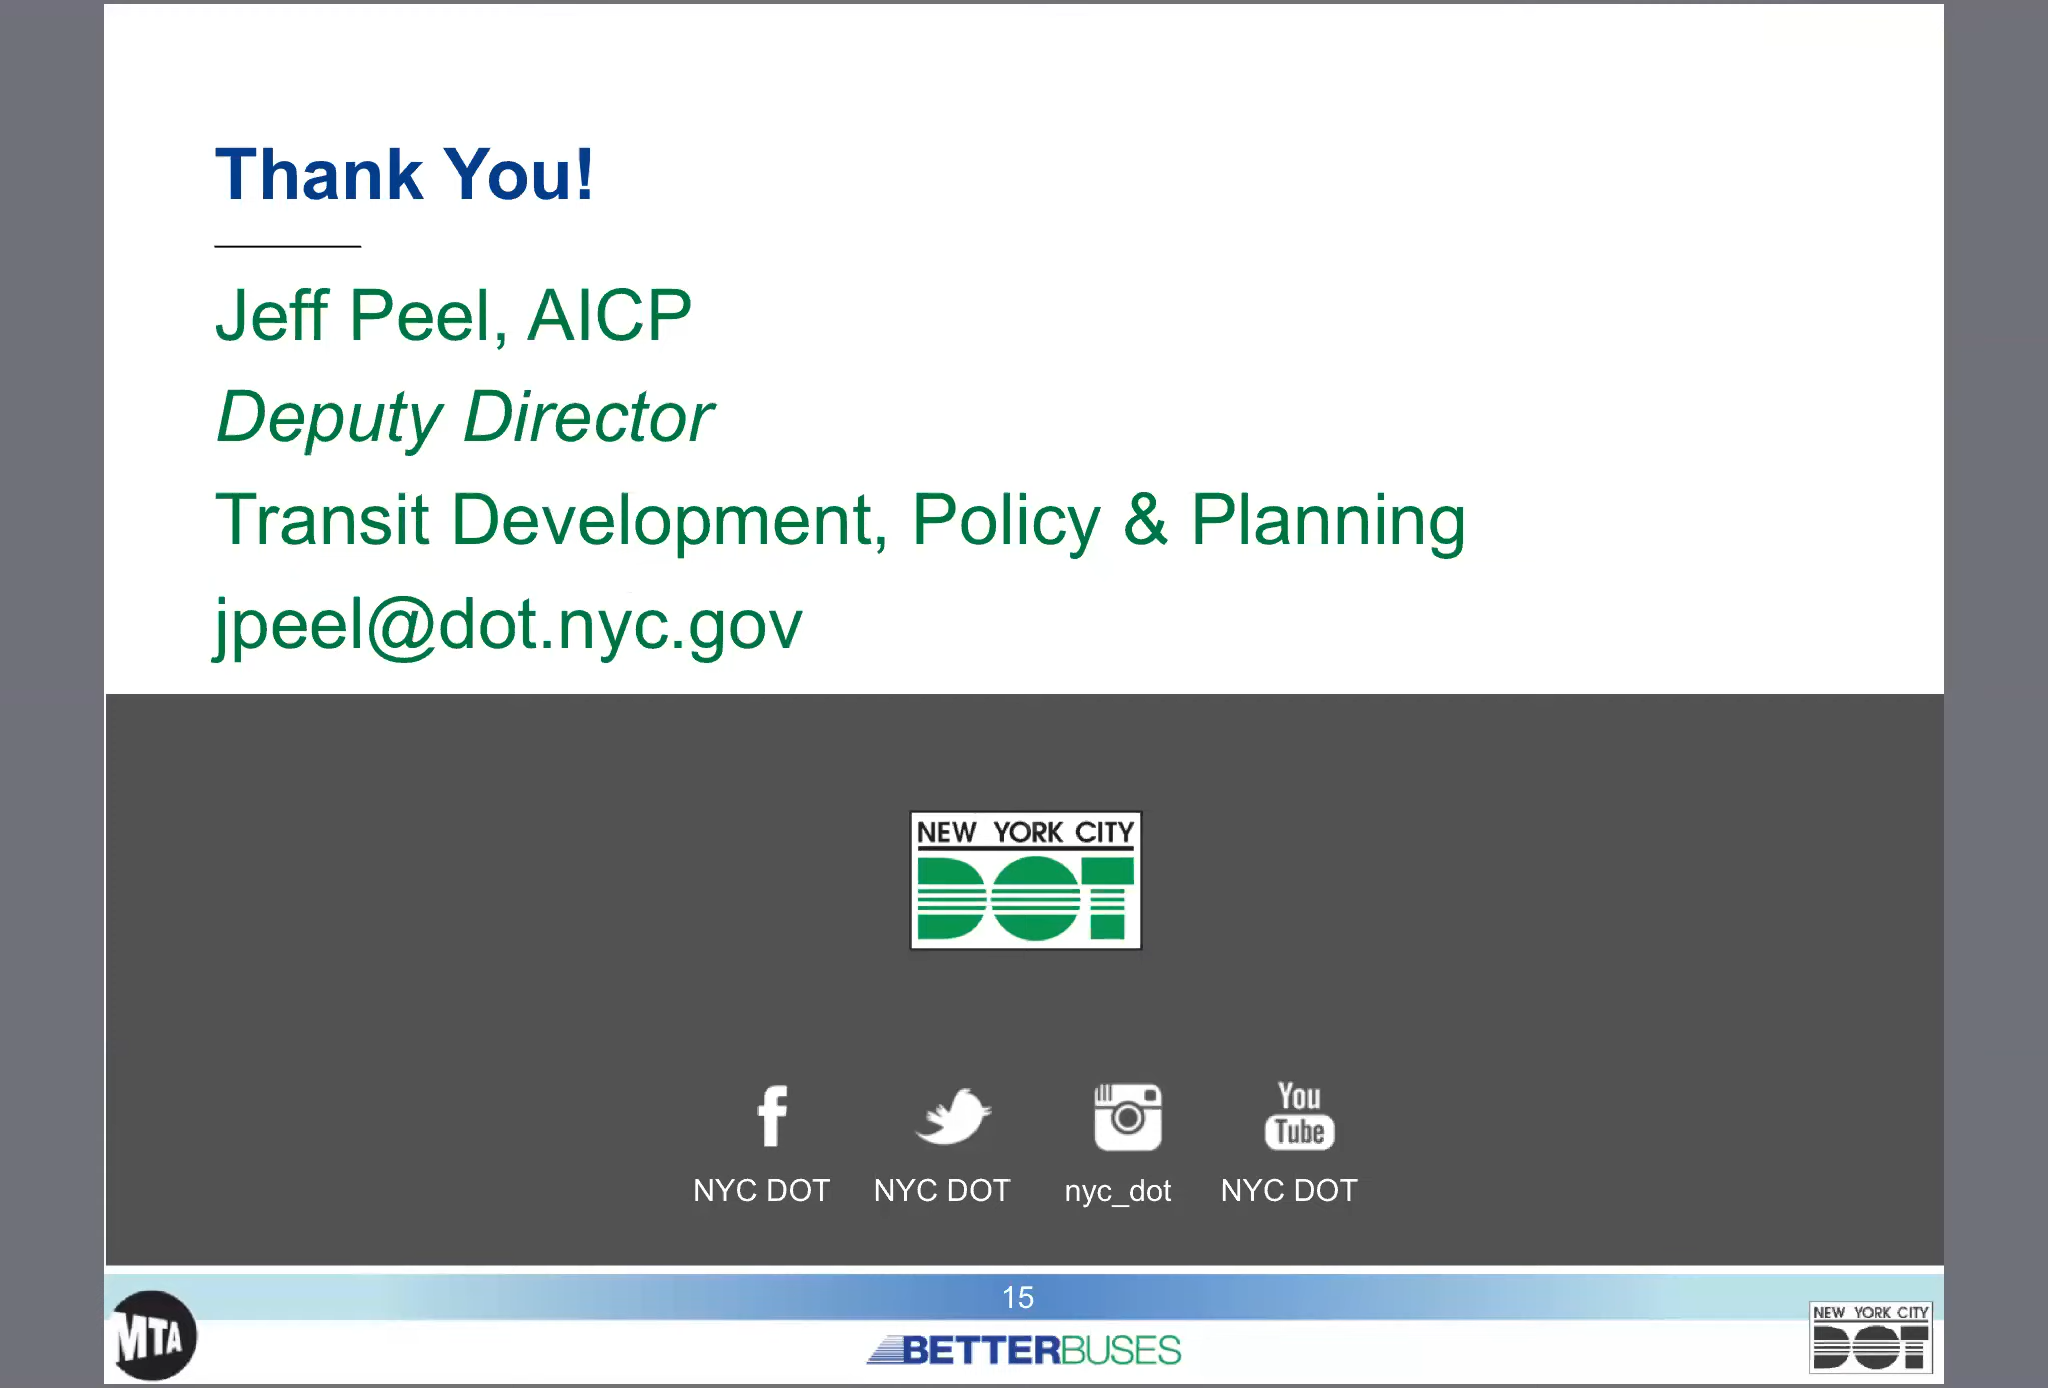 Thank You!
Jeff Peel, AICP
Deputy Director
Transit Development, Policy & Planning
jpeel@dot.nyc.gov
NEW YORK CITY
DOT
f
You
Tube
NYC DOT NYC DOT nyc_dot NYC DOT
15
MTA
BETTERBUSES
NEW YORK CITY
DOT